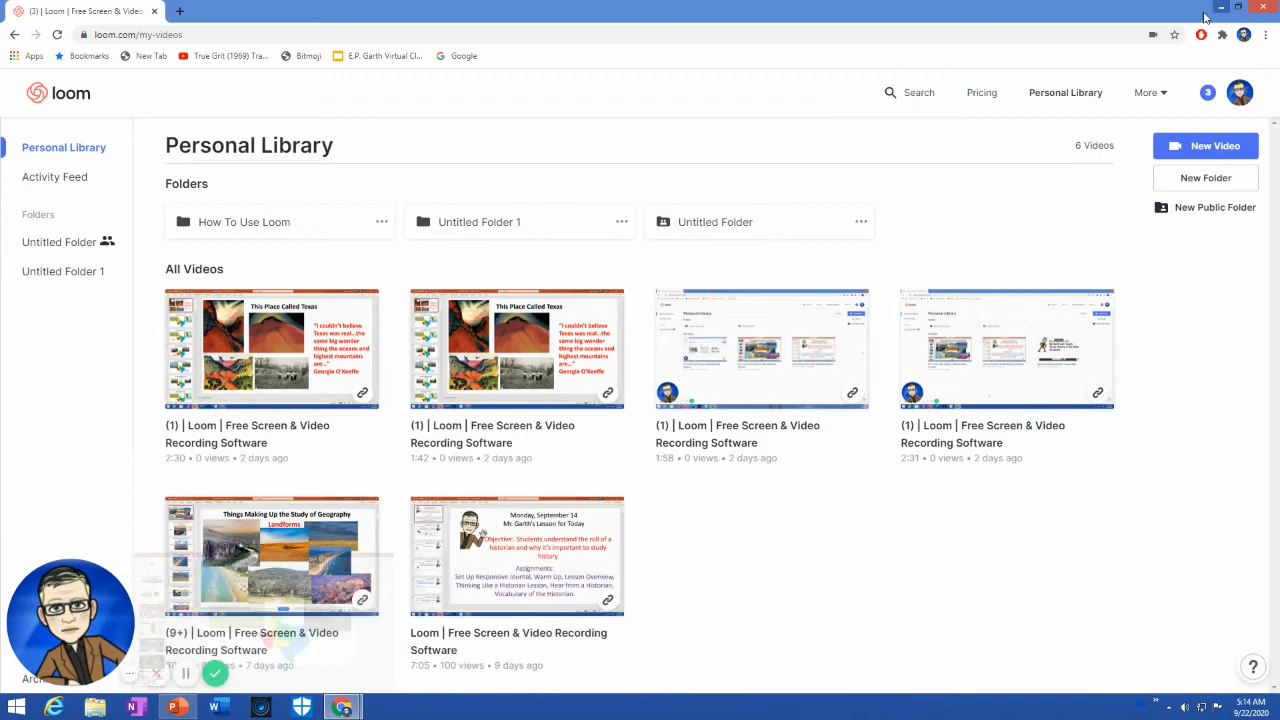 (3) | Loom | Free Screen & Video
loom.com/my-videos
Apps Bookmarks New Tab True Grit (1969) Tra... Bitmoji E.P. Garth Virtual Cl... Google
loom
Search Pricing Personal Library More 3
Personal Library
Activity Feed
Folders
Untitled Folder
Untitled Folder 1
Personal Library
6 Videos
New Video
New Folder
New Public Folder
Folders
How To Use Loom
Untitled Folder 1
Untitled Folder
All Videos
This Place Called Texas
"I couldn't believe
Texas was real...the
same big wonder
thing the oceans and
highest mountains
are..."
Georgia O'Keeffe
(1) | Loom | Free Screen & Video
Recording Software
2:30 • 0 views • 2 days ago
This Place Called Texas
"I couldn't believe
Texas was real...the
same big wonder
thing the oceans and
highest mountains
are..."
Georgia O'Keeffe
(1) | Loom | Free Screen & Video
Recording Software
1:42 • 0 views • 2 days ago
Personal Library
(1) | Loom | Free Screen & Video
Recording Software
1:58 • 0 views • 2 days ago
Personal Library
(1) | Loom | Free Screen & Video
Recording Software
2:31 • 0 views • 2 days ago
Things Making Up the Study of Geography
Landforms
(9+) | Loom | Free Screen & Video
Recording Software
views • 7 days ago
Monday, September 14
Mr. Garth's Lesson for Today
Objective: Students understand the roll of a
historian and why it's important to study
history
Assignments:
Set Up Responsive Journal, Warm Up, Lesson Overview,
Thinking Like a Historian Lesson, Hear from a Historian,
Vocabulary of the Historian.
Loom | Free Screen & Video Recording
Software
7:05 • 100 views • 9 days ago
5:14 AM
9/22/2020